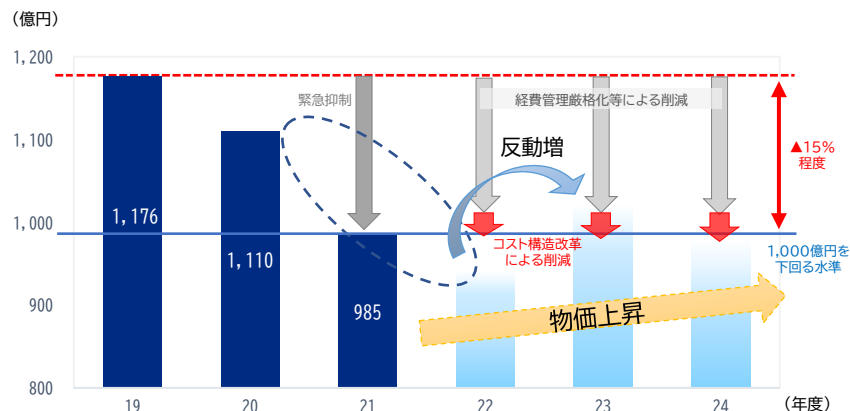 （億円）
1,200
緊急抑制
経費管理厳格化等による削減
1,100
反動増
▲15%
程度
1,000
1,176
コスト構造改革
による削減
1,000億円を
下回る水準
1,110
900
985
物価上昇
800
19
20
21
22
23
24
（年度）